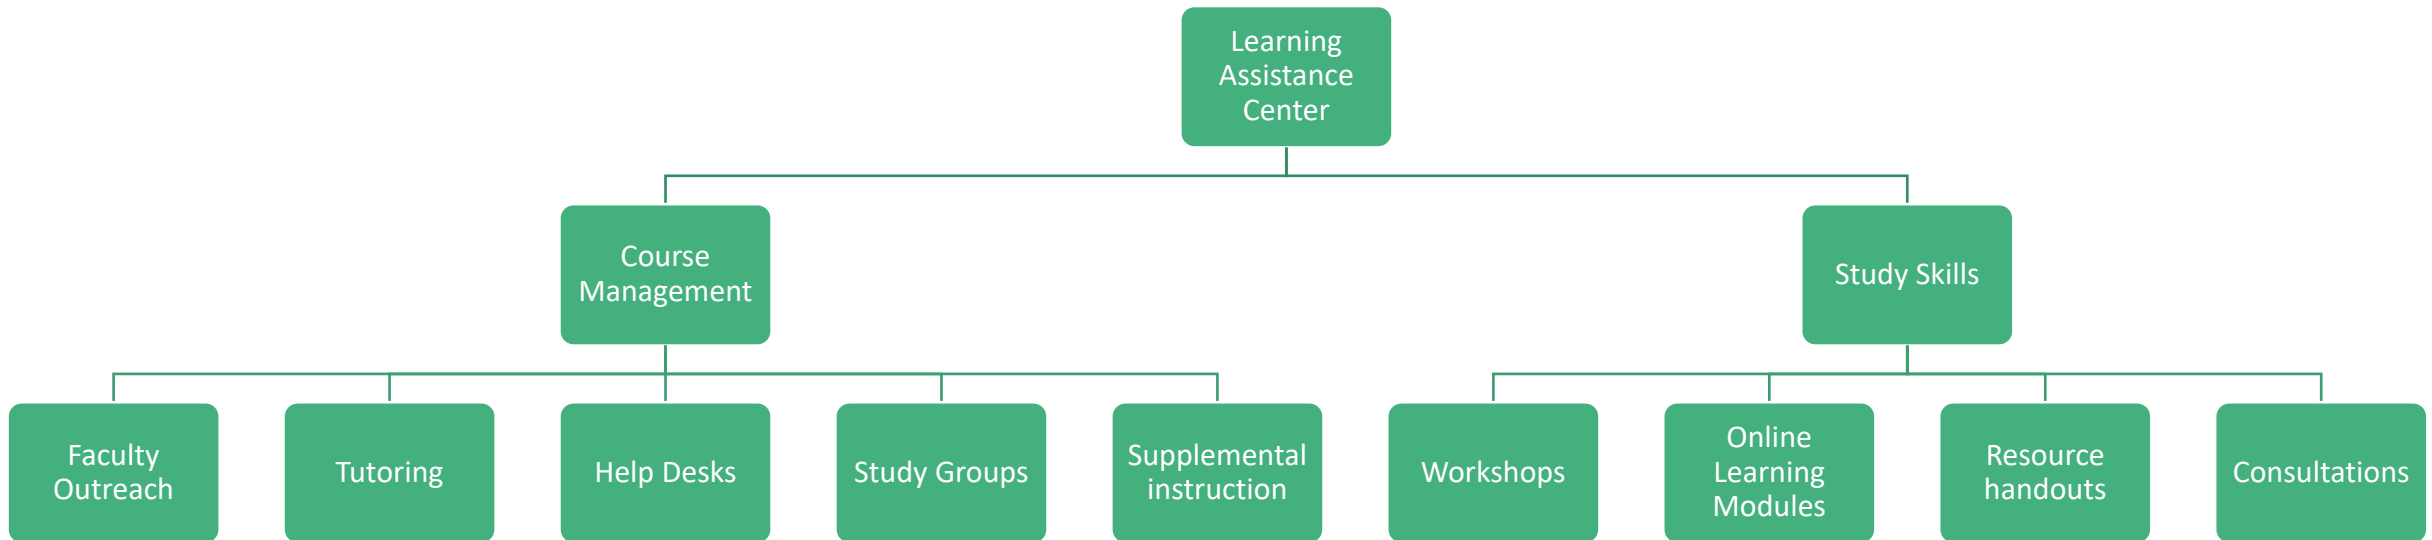 Learning
Assistance
Center
Course
Management
Study Skills
Faculty
Outreach
Tutoring
Help Desks
Study Groups
Supplemental
instruction
Workshops
Online
Learning
Modules
Resource
handouts
Consultations